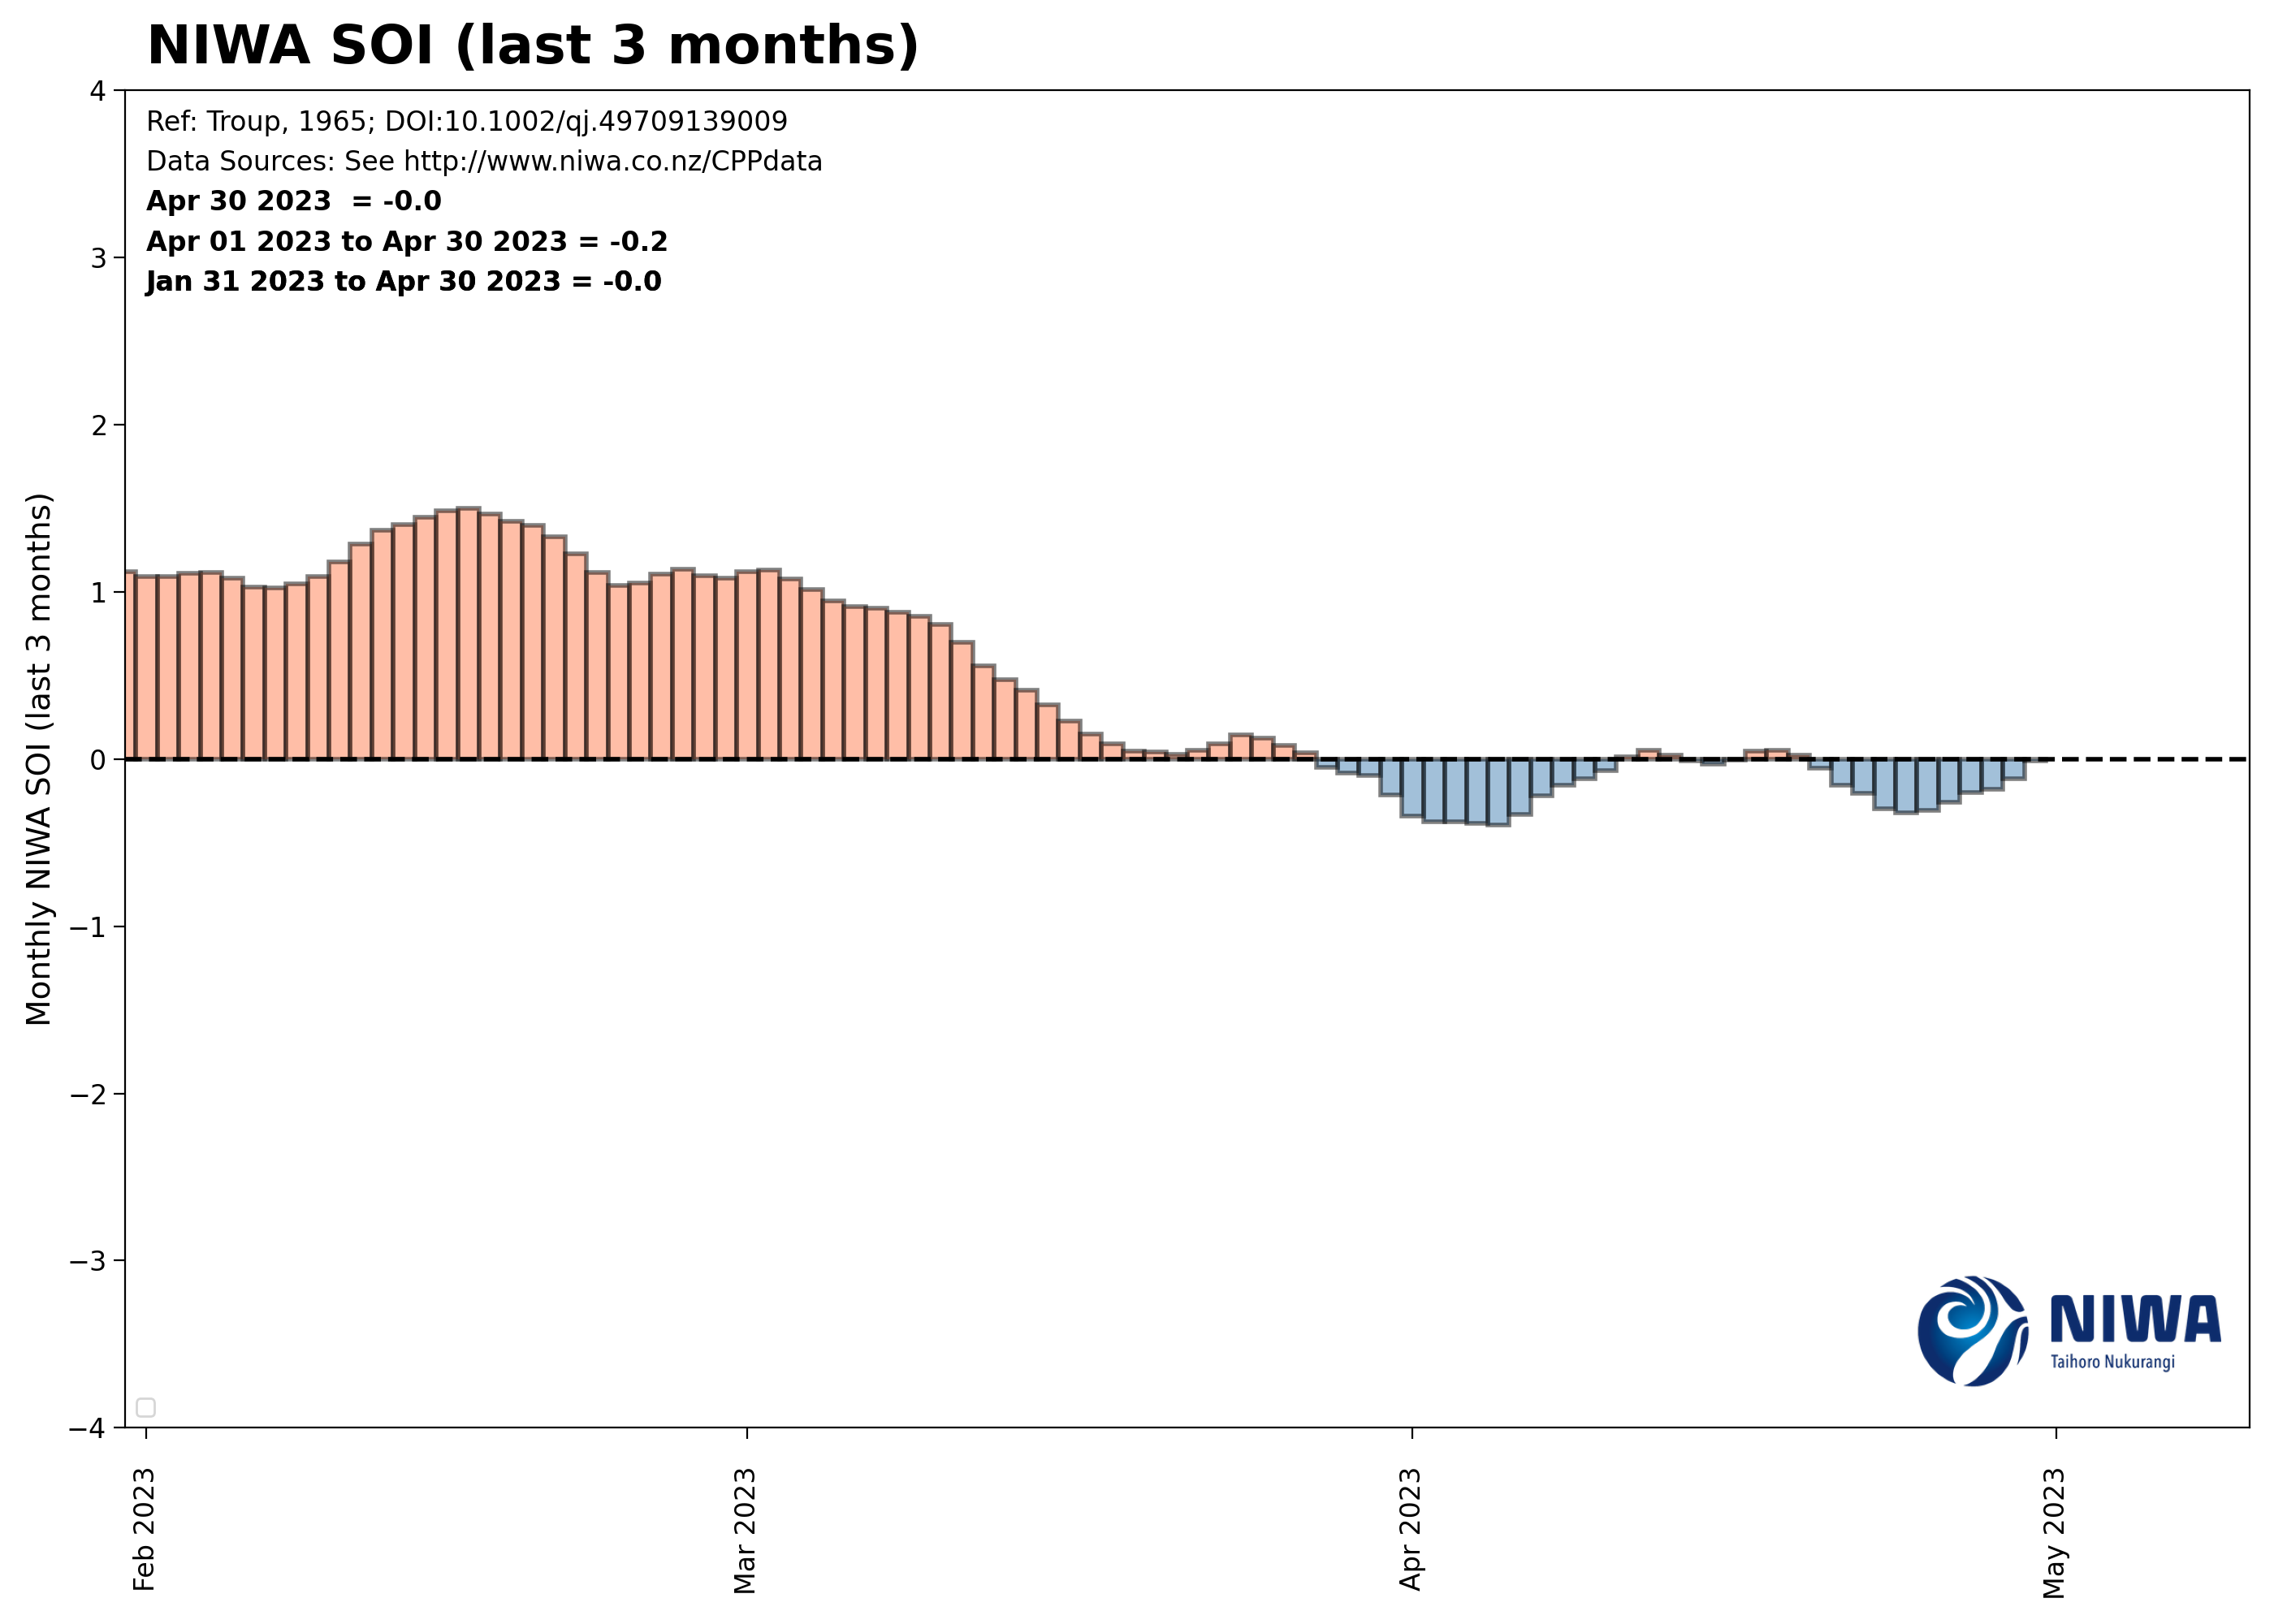 NIWA SOI (last 3 months)
Ref: Troup, 1965; DOI:10.1002/qj.49709139009
Data Sources: See http://www.niwa.co.nz/CPPdata
Apr 30 2023  = -0.0
Apr 01 2023 to Apr 30 2023 = -0.2
Jan 31 2023 to Apr 30 2023 = -0.0
Monthly NIWA SOI (last 3 months)
4
3
2
1
0
−1
−2
−3
−4
NIWA
Taihoro Nukurangi
Feb 2023
Mar 2023
Apr 2023
May 2023